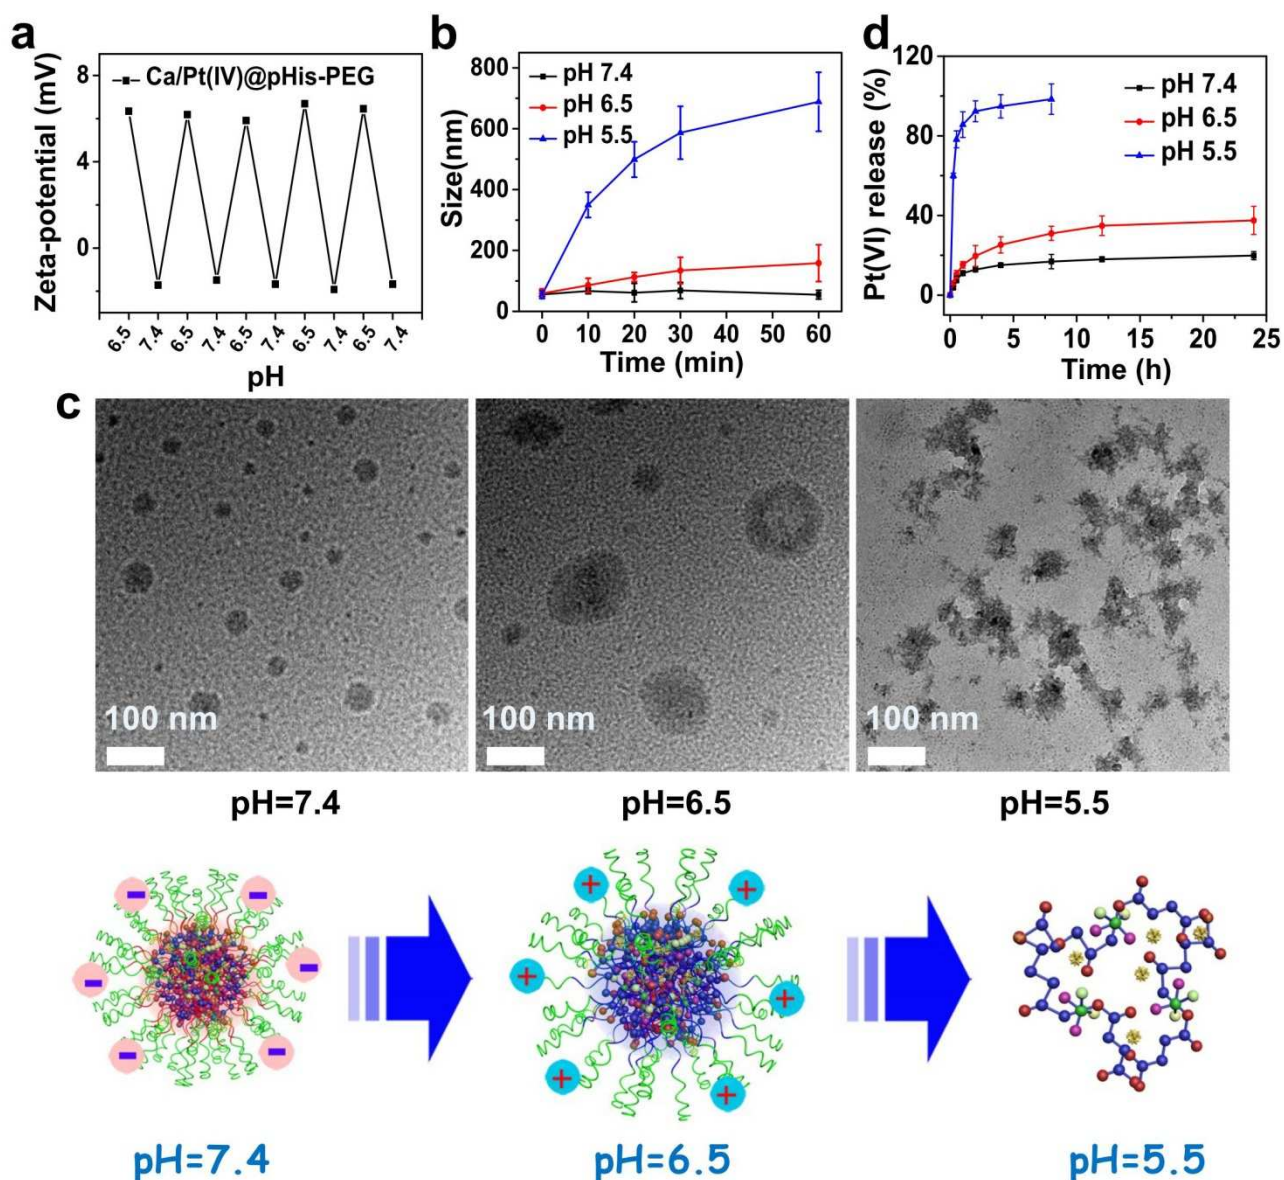 a
Zeta-potential (mV)
8
4
0
Ca/Pt(IV)@pHis-PEG
6.5 7.4 6.5 7.4 6.5 7.4 6.5 7.4 6.5 7.4
pH
b
Size(nm)
800
600
400
200
0
pH 7.4
pH 6.5
pH 5.5
0 10 20 30 40 50 60
Time (min)
d
Pt(VI) release (%)
120
80
40
0
pH 7.4
pH 6.5
pH 5.5
0 5 10 15 20 25
Time (h)
c
100 nm
100 nm
100 nm
pH=7.4
pH=6.5
pH=5.5
pH=7.4
pH=6.5
pH=5.5